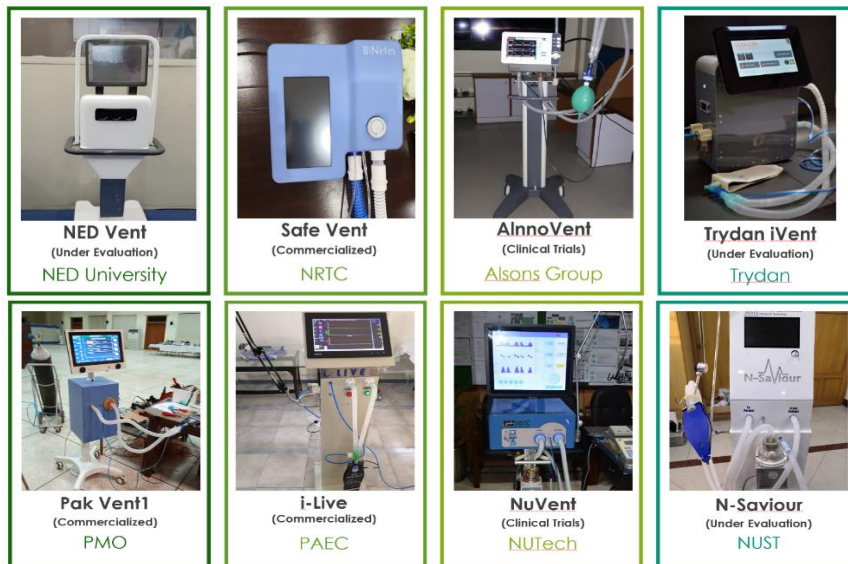 BiNefes
NED Vent
(Under Evaluation)
NED University
Safe Vent
(Commercialized)
NRTC
AlnnoVent
(Clinical Trials)
Alsons Group
Trydan iVent
(Under Evaluation)
Trydan
i LIVE
N-Saviour
Pak Vent1
(Commercialized)
PMO
i-Live
(Commercialized)
PAEC
NuVent
(Clinical Trials)
NUTech
N-Saviour
(Under Evaluation)
NUST